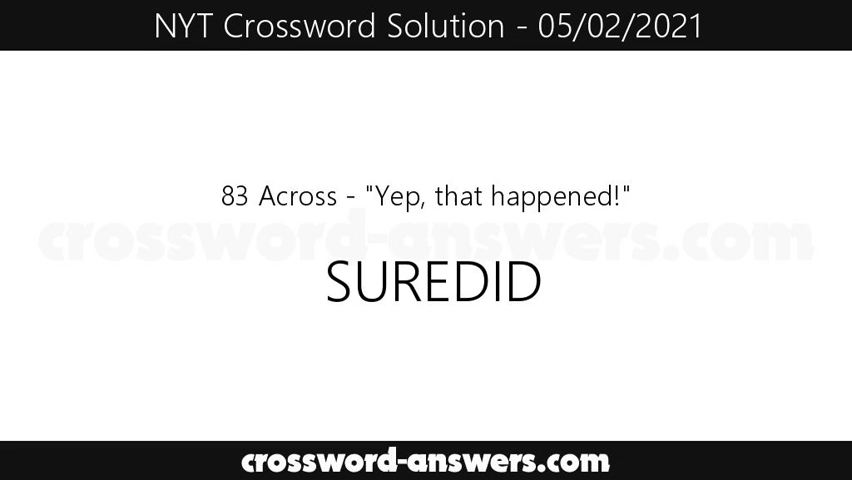 NYT Crossword Solution - 05/02/2021
83 Across - "Yep, that happened!"
crossword-answers.com
SUREDID
crossword-answers.com